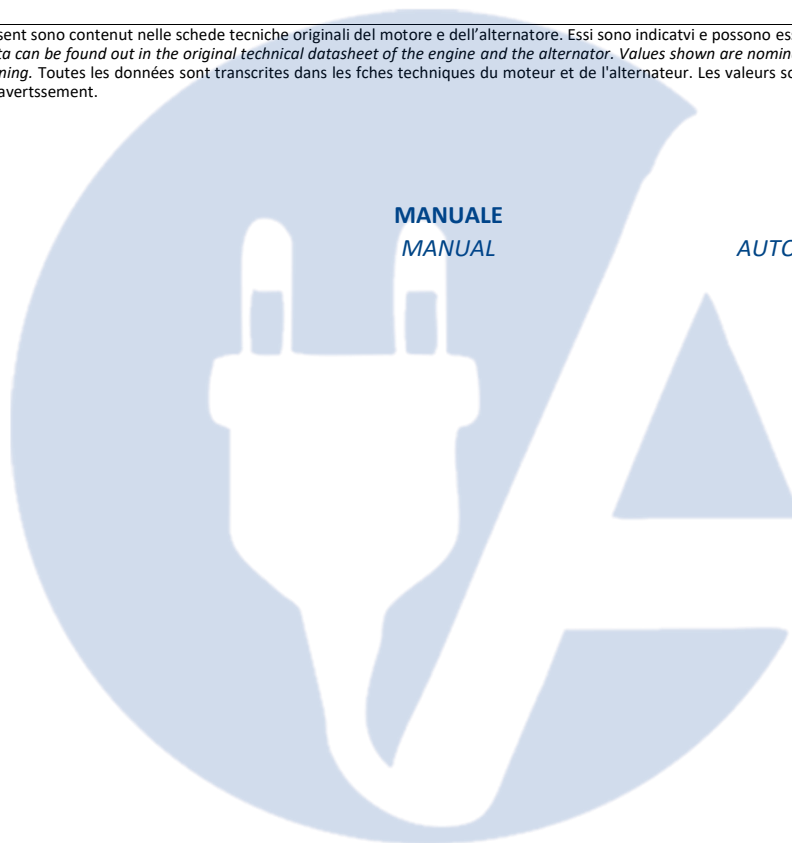 sent sono contenut nelle schede tecniche originali del motore e dell'alternatore. Essi sono indicatvi e possono es
ta can be found out in the original technical datasheet of the engine and the alternator. Values shown are nomin
ning. Toutes les données sont transcrites dans les fches techniques du moteur et de l'alternateur. Les valeurs so
avertssement.
MANUALE
MANUAL
AUTO